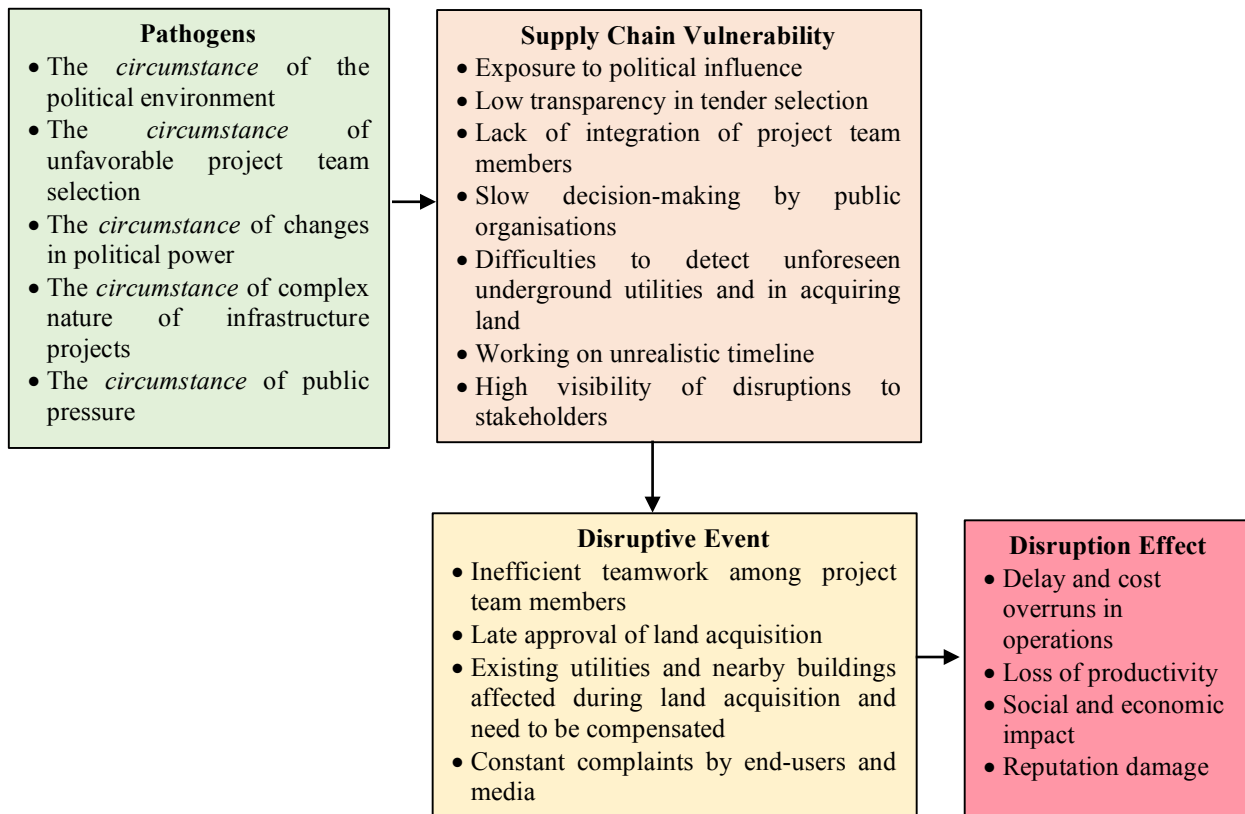 Pathogens
• The circumstance of the
political environment
• The circumstance of
unfavorable project team
selection
• The circumstance of changes
in political power
• The circumstance of complex
nature of infrastructure
projects
• The circumstance of public
pressure
Supply Chain Vulnerability
• Exposure to political influence
• Low transparency in tender selection
• Lack of integration of project team
members
• Slow decision-making by public
organisations
• Difficulties to detect unforeseen
underground utilities and in acquiring
land
• Working on unrealistic timeline
• High visibility of disruptions to
stakeholders
Disruptive Event
• Inefficient teamwork among project
team members
• Late approval of land acquisition
• Existing utilities and nearby buildings
affected during land acquisition and
need to be compensated
• Constant complaints by end-users and
media
Disruption Effect
• Delay and cost
overruns in
operations
• Loss of productivity
• Social and economic
impact
• Reputation damage